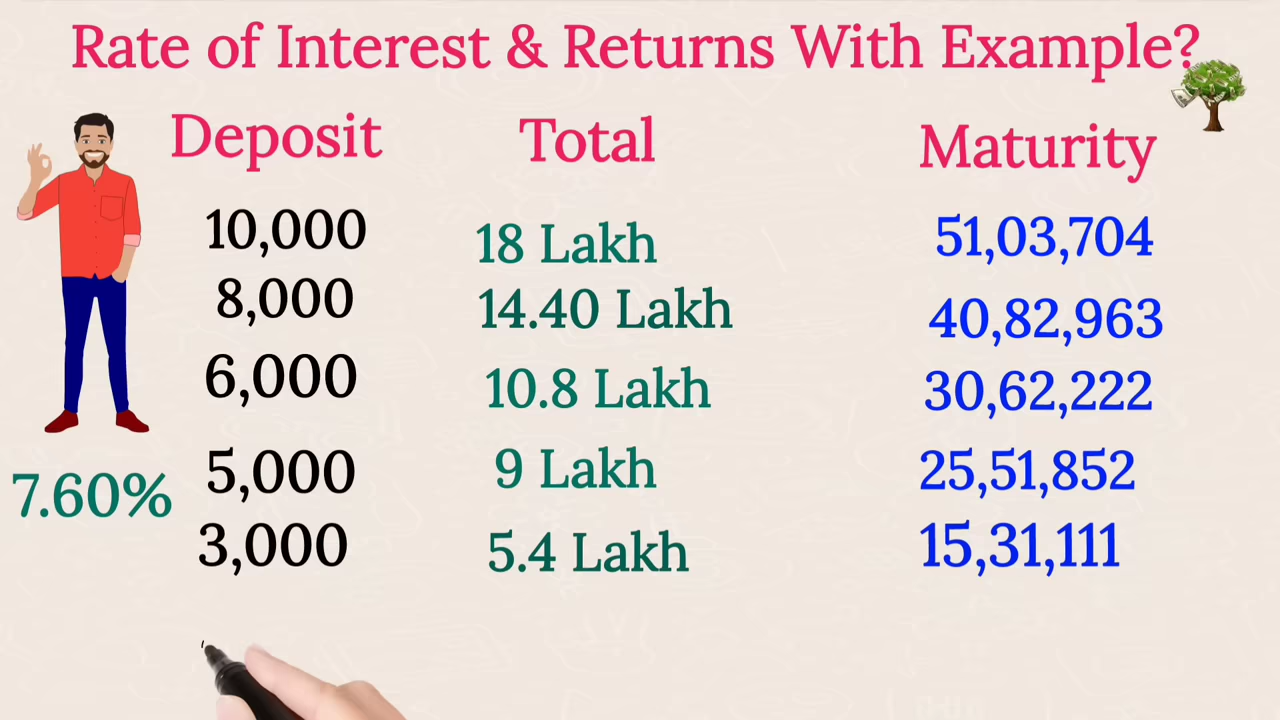 Rate of Interest & Returns With Example?
Deposit Total Maturity
10,000 18 Lakh 51,03,704
8,000 14.40 Lakh 40,82,963
6,000 10.8 Lakh 30,62,222
5,000 9 Lakh 25,51,852
7.60%
3,000 5.4 Lakh 15,31,111